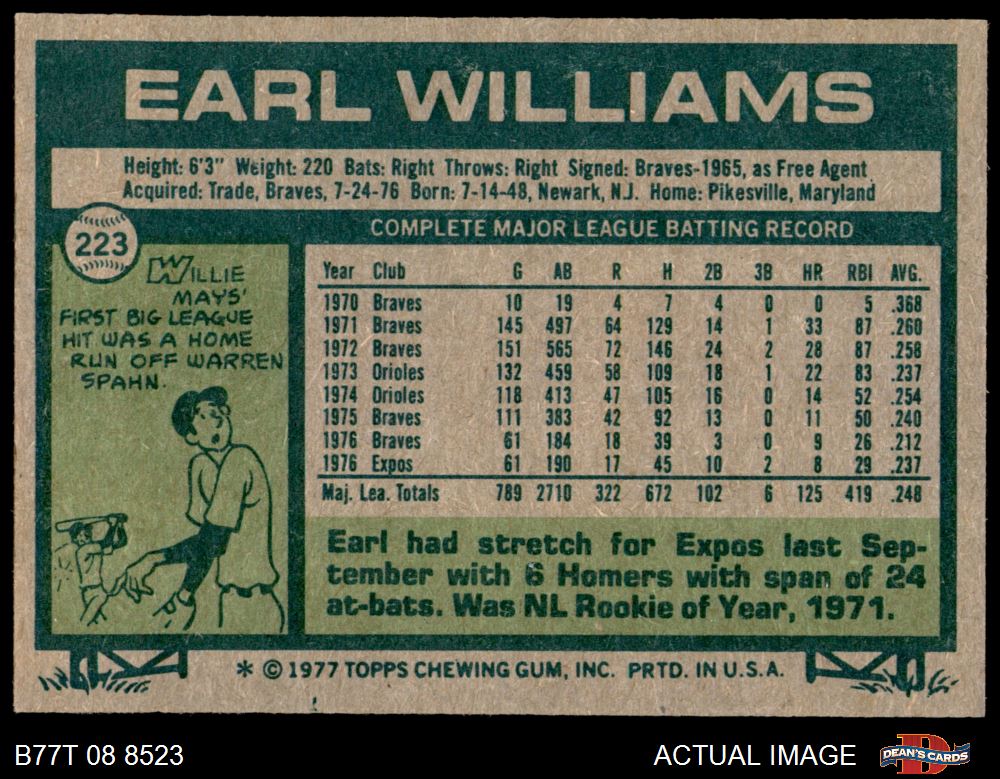 EARL WILLIAMS
Height: 6'3" Weight: 220 Bats: Right Throws: Right Signed: Braves-1965, as Free Agent
Acquired: Trade, Braves, 7-24-76 Born: 7-14-48, Newark, N.J. Home: Pikesville, Maryland
223
WILLIE
MAYS'
FIRST BIG LEAGUE
HIT WAS A HOME
RUN OFF WARREN
SPAHN.
COMPLETE MAJOR LEAGUE BATTING RECORD
Year Club G AB R H 2B 3B HR RBI AVG.
1970 Braves 10 19 4 7 4 0 0 5 .368
1971 Braves 145 497 64 129 14 1 33 87 .260
1972 Braves 151 565 72 146 24 2 28 87 .258
1973 Orioles 132 459 58 109 18 1 22 83 .237
1974 Orioles 118 413 47 105 16 0 14 52 .254
1975 Braves 111 383 42 92 13 0 11 50 .240
1976 Braves 61 184 18 39 3 0 9 26 .212
1976 Expos 61 190 17 45 10 2 8 29 .237
Maj. Lea. Totals 789 2710 322 672 102 6 125 419 .248
Earl had stretch for Expos last Sep-
tember with 6 Homers with span of 24
at-bats. Was NL Rookie of Year, 1971.
* © 1977 TOPPS CHEWING GUM, INC. PRTD. IN U.S.A.
B77T 08 8523
ACTUAL IMAGE
DEAN'S CARDS